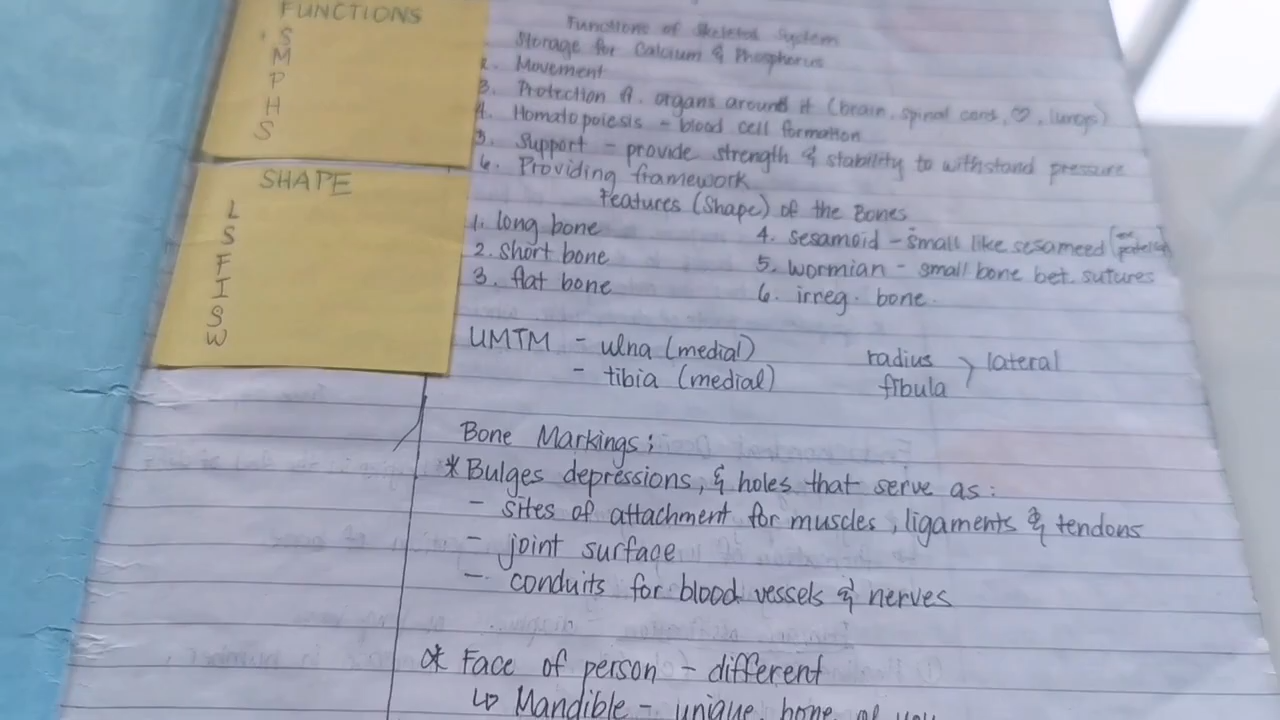 FUNCTIONS
S
M
P
H
S
SHAPE
L
S
F
I
S
W
Functions of Skeletal System
Storage for Calcium & Phosphorus
2. Movement
3. Protection organs around it (brain, spinal cord, ♡, lungs)
4. Homatopoiesis - blood cell formation
Support - provide strength & stability to withstand pressure
6. Providing framework
Features (Shape) of the Bones
1. long bone
2. short bone
3. flat bone
4. sesamoid - small like sesameed
5. wormian - small bone bet. sutures
6. irreg. bone.
UMTM - ulna (medial)
- tibia (medial)
radius
fibula
lateral
Bone Markings:
* Bulges depressions, & holes that serve as:
- sites of attachment for muscles, ligaments & tendons
- joint surface
- conduits for blood vessels & nerves
* Face of person - different
↳ Mandible - unique bone of you